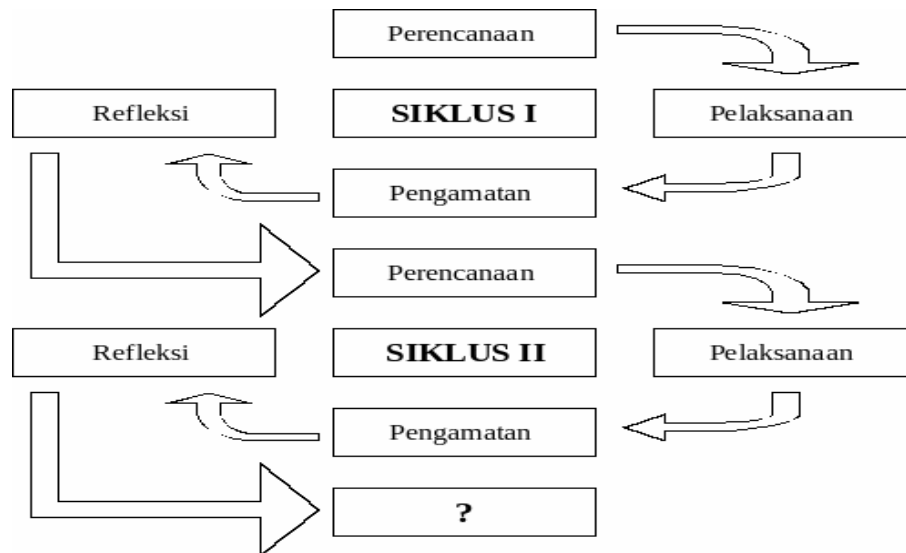 Perencanaan
Refleksi
SIKLUS I
Pelaksanaan
Pengamatan
Perencanaan
Refleksi
SIKLUS II
Pelaksanaan
Pengamatan
?